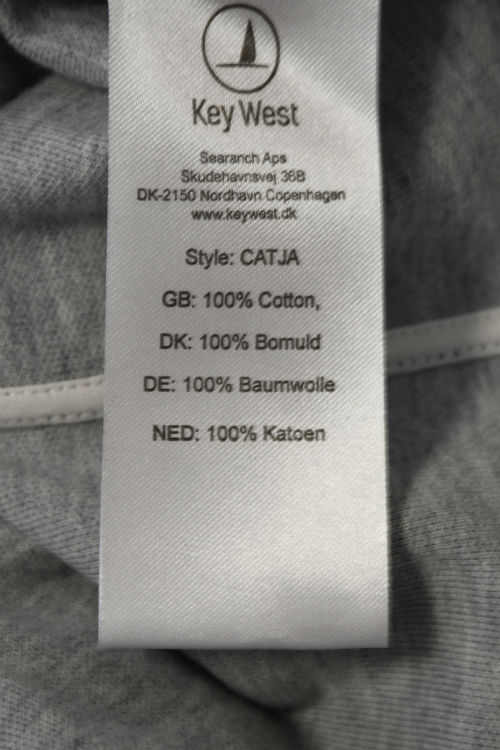 Key West
Searanch Aps
Skudehavnsvej 36B
DK-2150 Nordhavn Copenhagen
www.keywest.dk
Style: CATJA
GB: 100% Cotton,
DK: 100% Bomuld
DE: 100% Baumwolle
NED: 100% Katoen